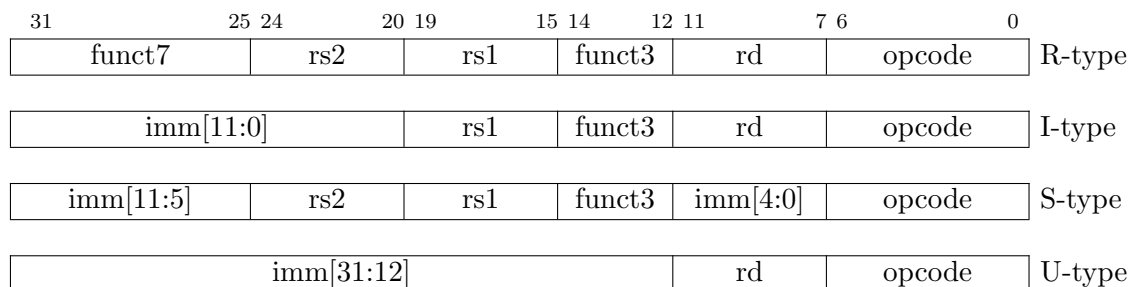 31 25 24 20 19 15 14 12 11 7 6 0
funct7 rs2 rs1 funct3 rd opcode R-type
imm[11:0] rs1 funct3 rd opcode I-type
imm[11:5] rs2 rs1 funct3 imm[4:0] opcode S-type
imm[31:12] rd opcode U-type